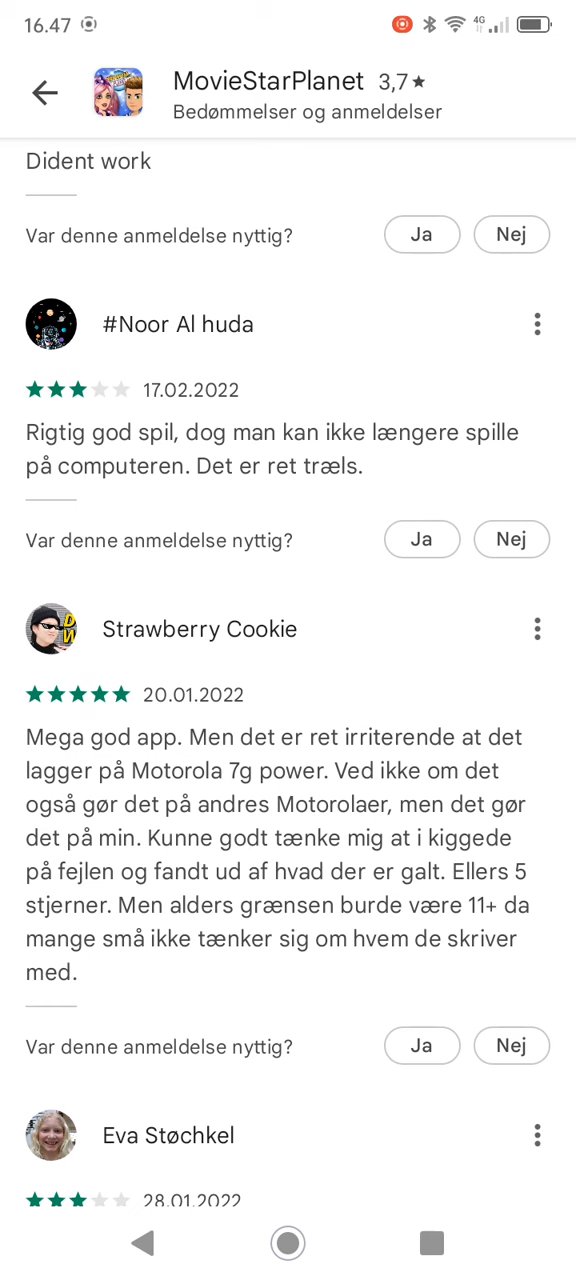 16.47
4G
MovieStarPlanet 3,7★
Bedømmelser og anmeldelser
Dident work
Var denne anmeldelse nyttig? Ja Nej
#Noor Al huda
17.02.2022
Rigtig god spil, dog man kan ikke længere spille
på computeren. Det er ret træls.
Var denne anmeldelse nyttig? Ja Nej
Strawberry Cookie
20.01.2022
Mega god app. Men det er ret irriterende at det
lagger på Motorola 7g power. Ved ikke om det
også gør det på andres Motorolaer, men det gør
det på min. Kunne godt tænke mig at i kiggede
på fejlen og fandt ud af hvad der er galt. Ellers 5
stjerner. Men alders grænsen burde være 11+ da
mange små ikke tænker sig om hvem de skriver
med.
Var denne anmeldelse nyttig? Ja Nej
Eva Støchkel
28.01.2022